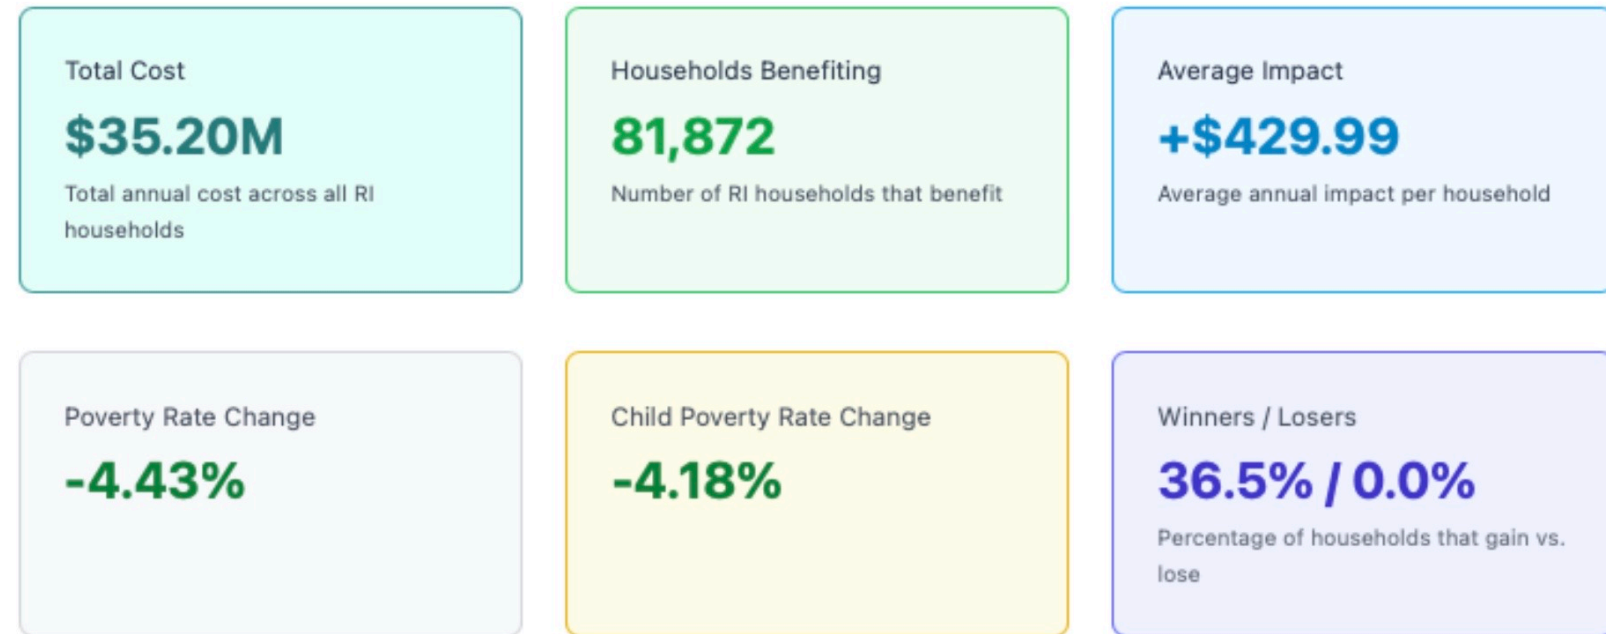 Total Cost
$35.20M
Total annual cost across all RI
households
Households Benefiting
81,872
Number of RI households that benefit
Average Impact
+$429.99
Average annual impact per household
Poverty Rate Change
-4.43%
Child Poverty Rate Change
-4.18%
Winners / Losers
36.5% / 0.0%
Percentage of households that gain vs.
lose